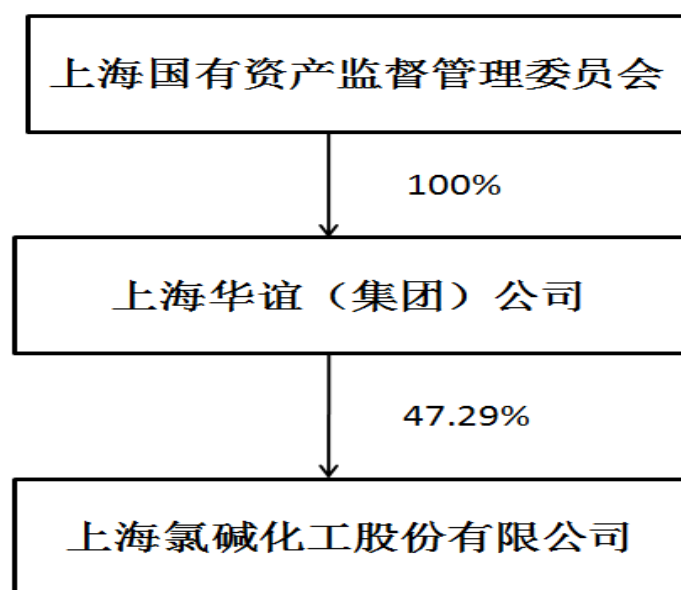 上海国有资产监督管理委员会
100%
上海华谊（集团）公司
47.29%
上海氯碱化工股份有限公司